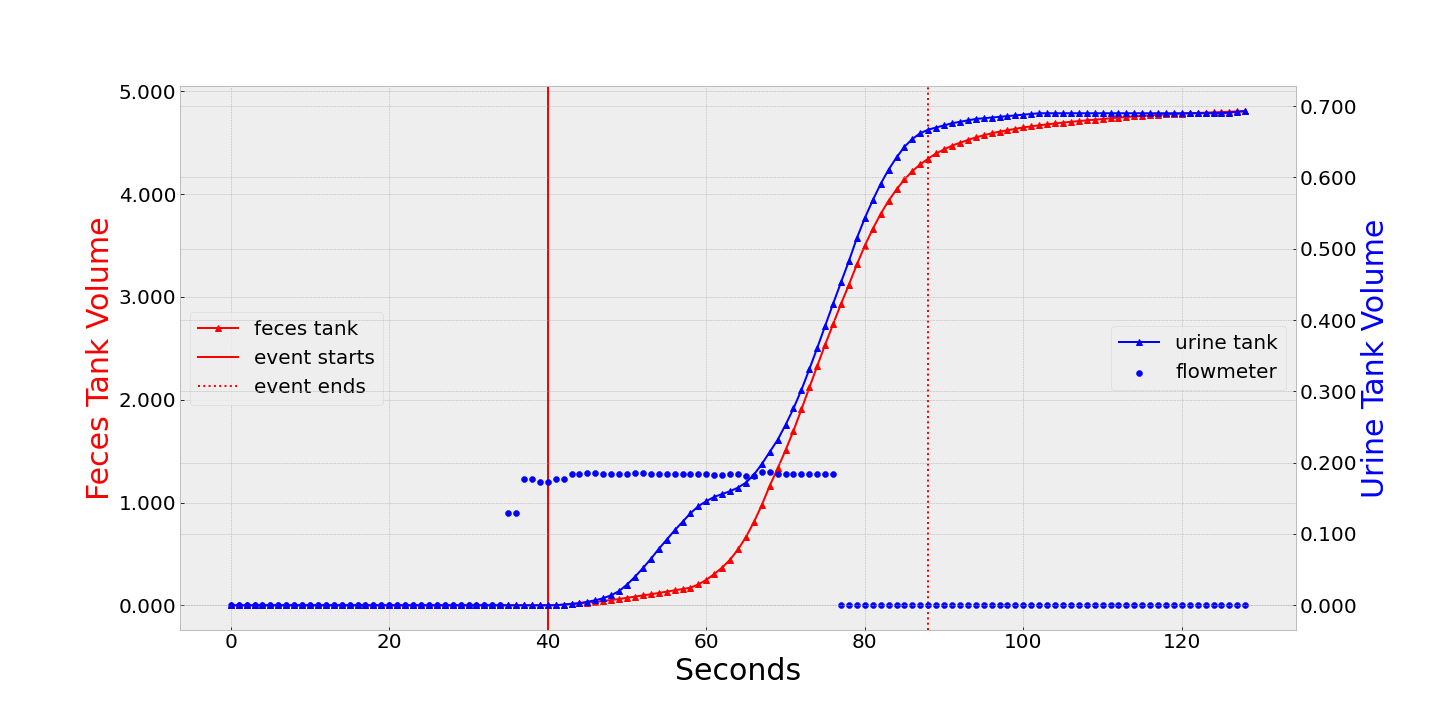 5.000
4.000
3.000
2.000
1.000
0.000
Feces Tank Volume
feces tank
event starts
event ends
urine tank
flowmeter
0.700
0.600
0.500
0.400
0.300
0.200
0.100
0.000
Urine Tank Volume
0 20 40 60 80 100 120
Seconds